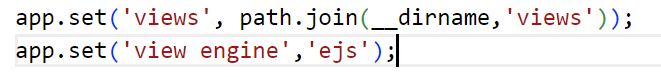 app.set('views', path.join(__dirname,'views'));
app.set('view engine','ejs');